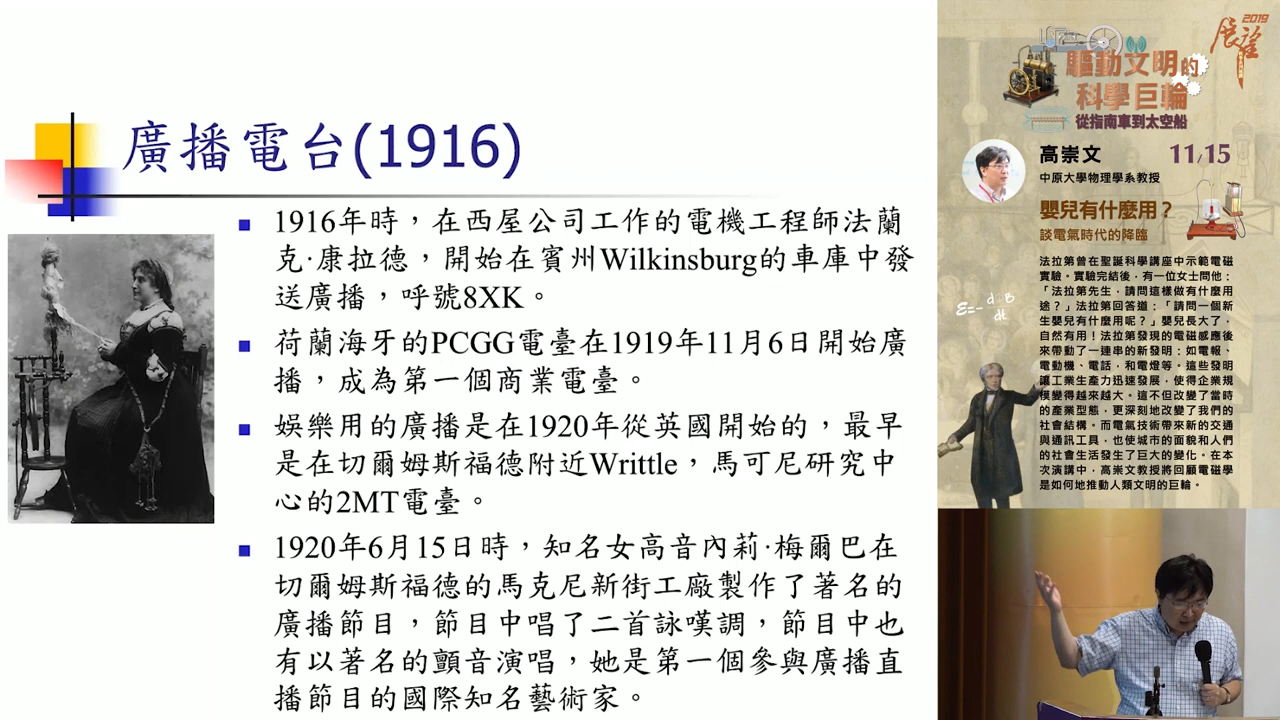 廣播電台(1916)
1916年時，在西屋公司工作的電機工程師法蘭
克·康拉德，開始在賓州Wilkinsburg的車庫中發
送廣播，呼號8XK。
荷蘭海牙的PCGG電臺在1919年11月6日開始廣
播，成為第一個商業電臺。
娛樂用的廣播是在1920年從英國開始的，最早
是在切爾姆斯福德附近Writtle，馬可尼研究中
心的2MT電臺。
1920年6月15日時，知名女高音內莉·梅爾巴在
切爾姆斯福德的馬克尼新街工廠製作了著名的
廣播節目，節目中唱了二首詠嘆調，節目中也
有以著名的顫音演唱，她是第一個參與廣播直
播節目的國際知名藝術家。
2019
展望
驅動文明的
科學巨輪
從指南車到太空船
高崇文
11/15
中原大學物理學系教授
嬰兒有什麼用？
談電氣時代的降臨
法拉第曾在聖誕科學講座中示範電磁
實驗。實驗完結後，有一位女士問他：
「法拉第先生，請問這樣做有什麼用
途？」法拉第回答道：「請問一個新
生嬰兒有什麼用呢？」嬰兒長大了，
自然有用！法拉第發現的電磁感應後
來帶動了一連串的新發明：如電報、
電動機、電話，和電燈等。這些發明
讓工業生產力迅速發展，使得企業規
模變得越來越大。這不但改變了當時
的產業型態，更深刻地改變了我們的
社會結構。而電氣技術帶來新的交通
與通訊工具，也使城市的面貌和人們
的社會生活發生了巨大的變化。在本
次演講中，高崇文教授將回顧電磁學
是如何地推動人類文明的巨輪。